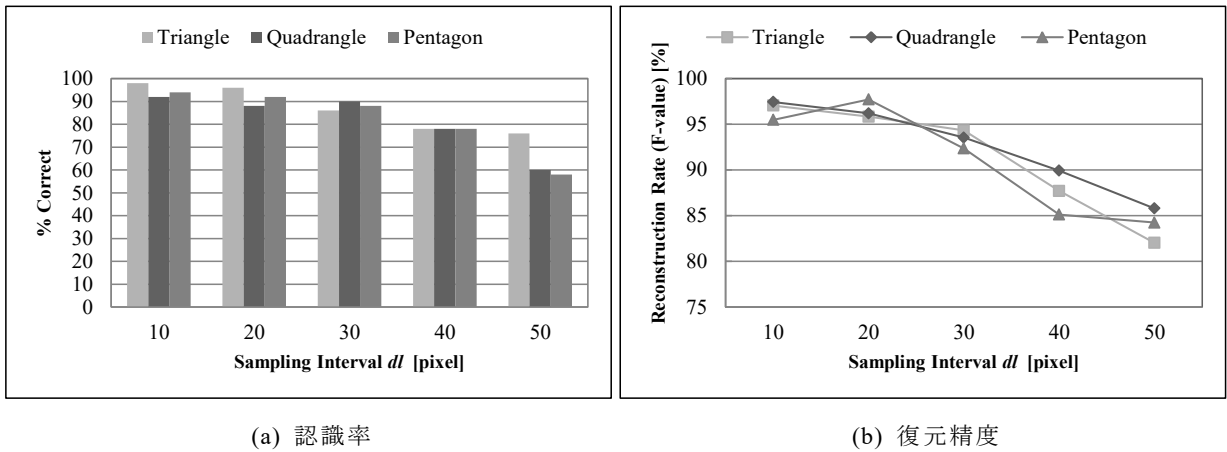 Triangle Quadrangle Pentagon
100
90
80
70
60
50
40
30
20
10
0
% Correct
10 20 30 40 50
Sampling Interval dl [pixel]
(a) 認識率
Triangle Quadrangle Pentagon
100
95
90
85
80
75
Reconstruction Rate (F-value) [%]
10 20 30 40 50
Sampling Interval dl [pixel]
(b) 復元精度